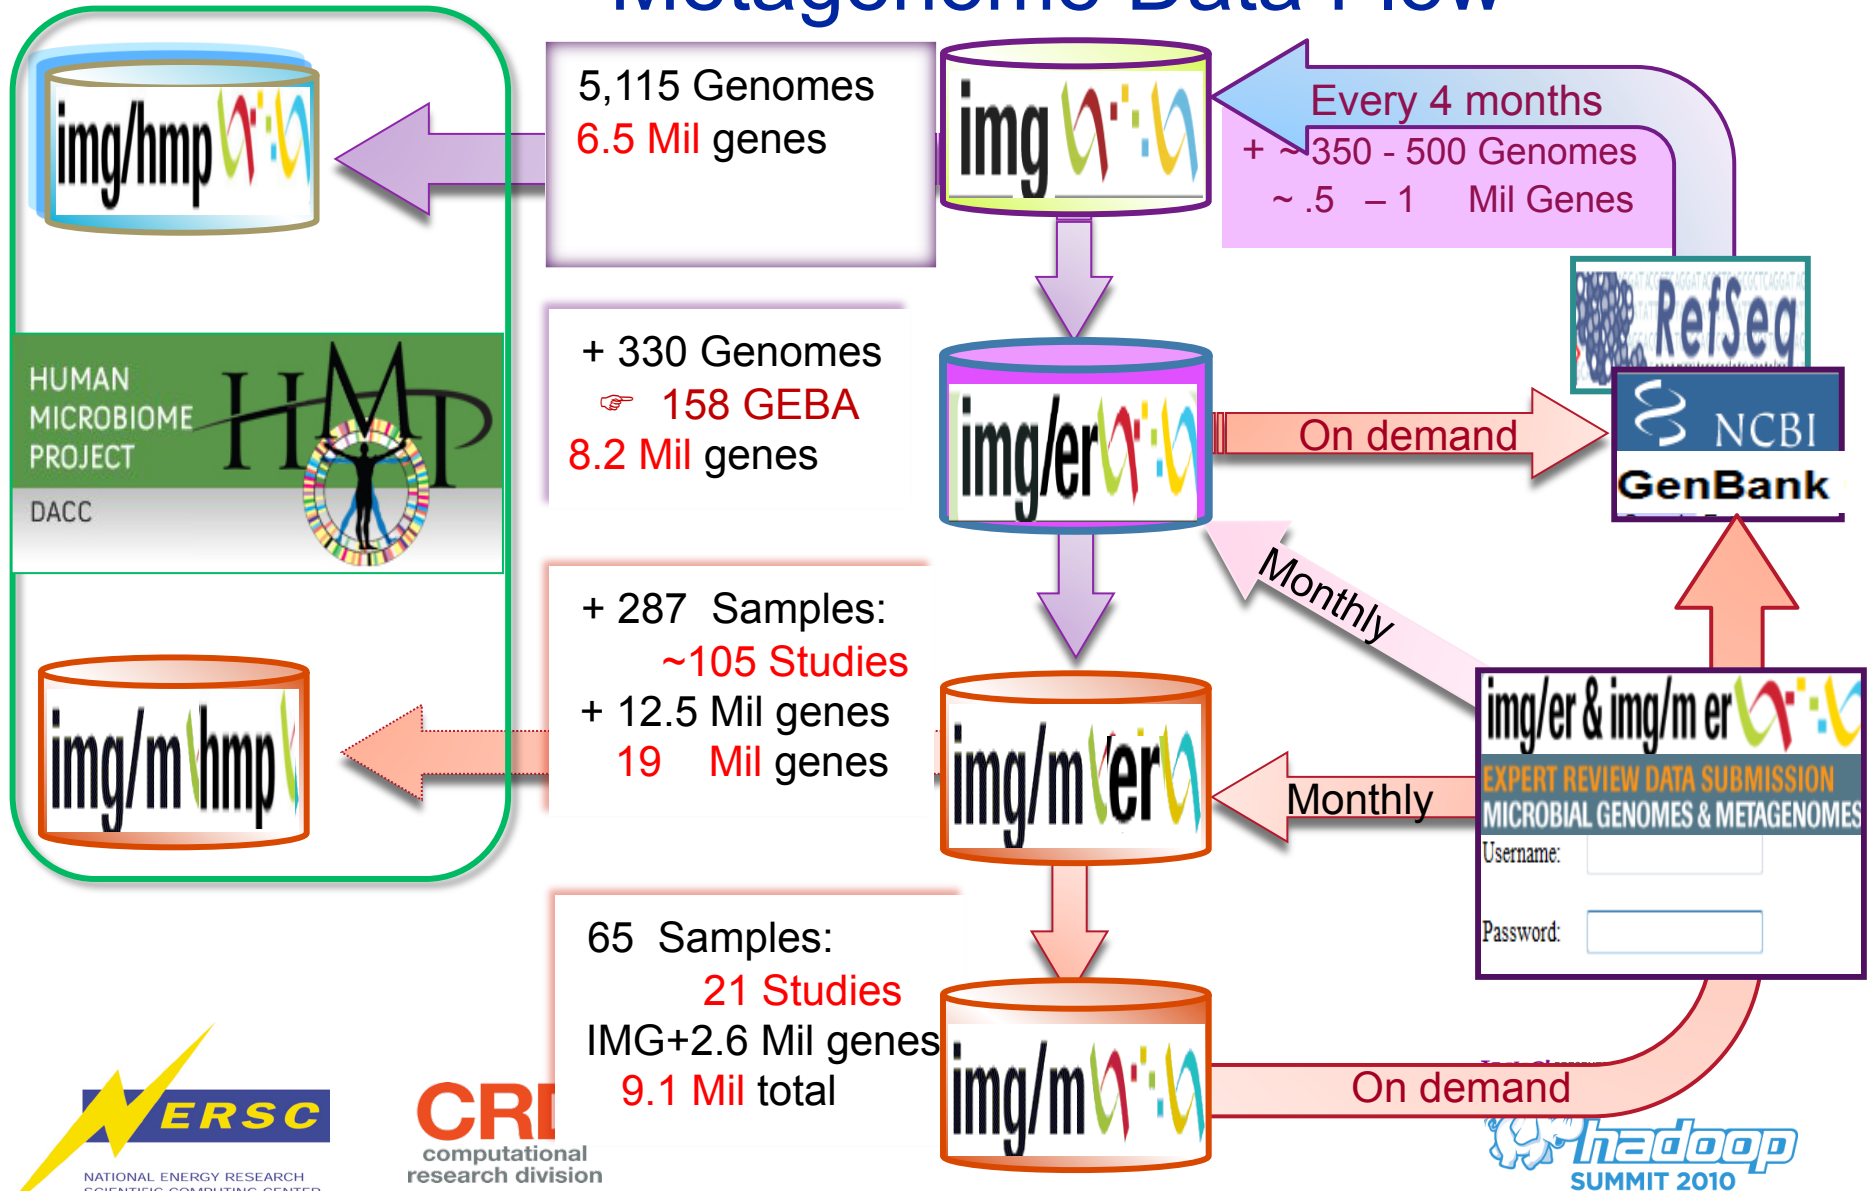 Metagenome Data Flow
img/hmp
5,115 Genomes
6.5 Mil genes
img
Every 4 months
+ ~ 350 - 500 Genomes
~ .5 – 1 Mil Genes
RefSeq
HUMAN
MICROBIOME
PROJECT
HMP
DACC
+ 330 Genomes
☞ 158 GEBA
8.2 Mil genes
img/er
On demand
NCBI
GenBank
Monthly
+ 287 Samples:
~105 Studies
+ 12.5 Mil genes
19 Mil genes
img/m hmp
img/m er
Monthly
img/er & img/m er
EXPERT REVIEW DATA SUBMISSION
MICROBIAL GENOMES & METAGENOMES
Username:
Password:
65 Samples:
21 Studies
IMG+2.6 Mil genes
9.1 Mil total
img/m
On demand
NERSC
NATIONAL ENERGY RESEARCH
SCIENTIFIC COMPUTING CENTER
CRD
computational
research division
hadoop
SUMMIT 2010